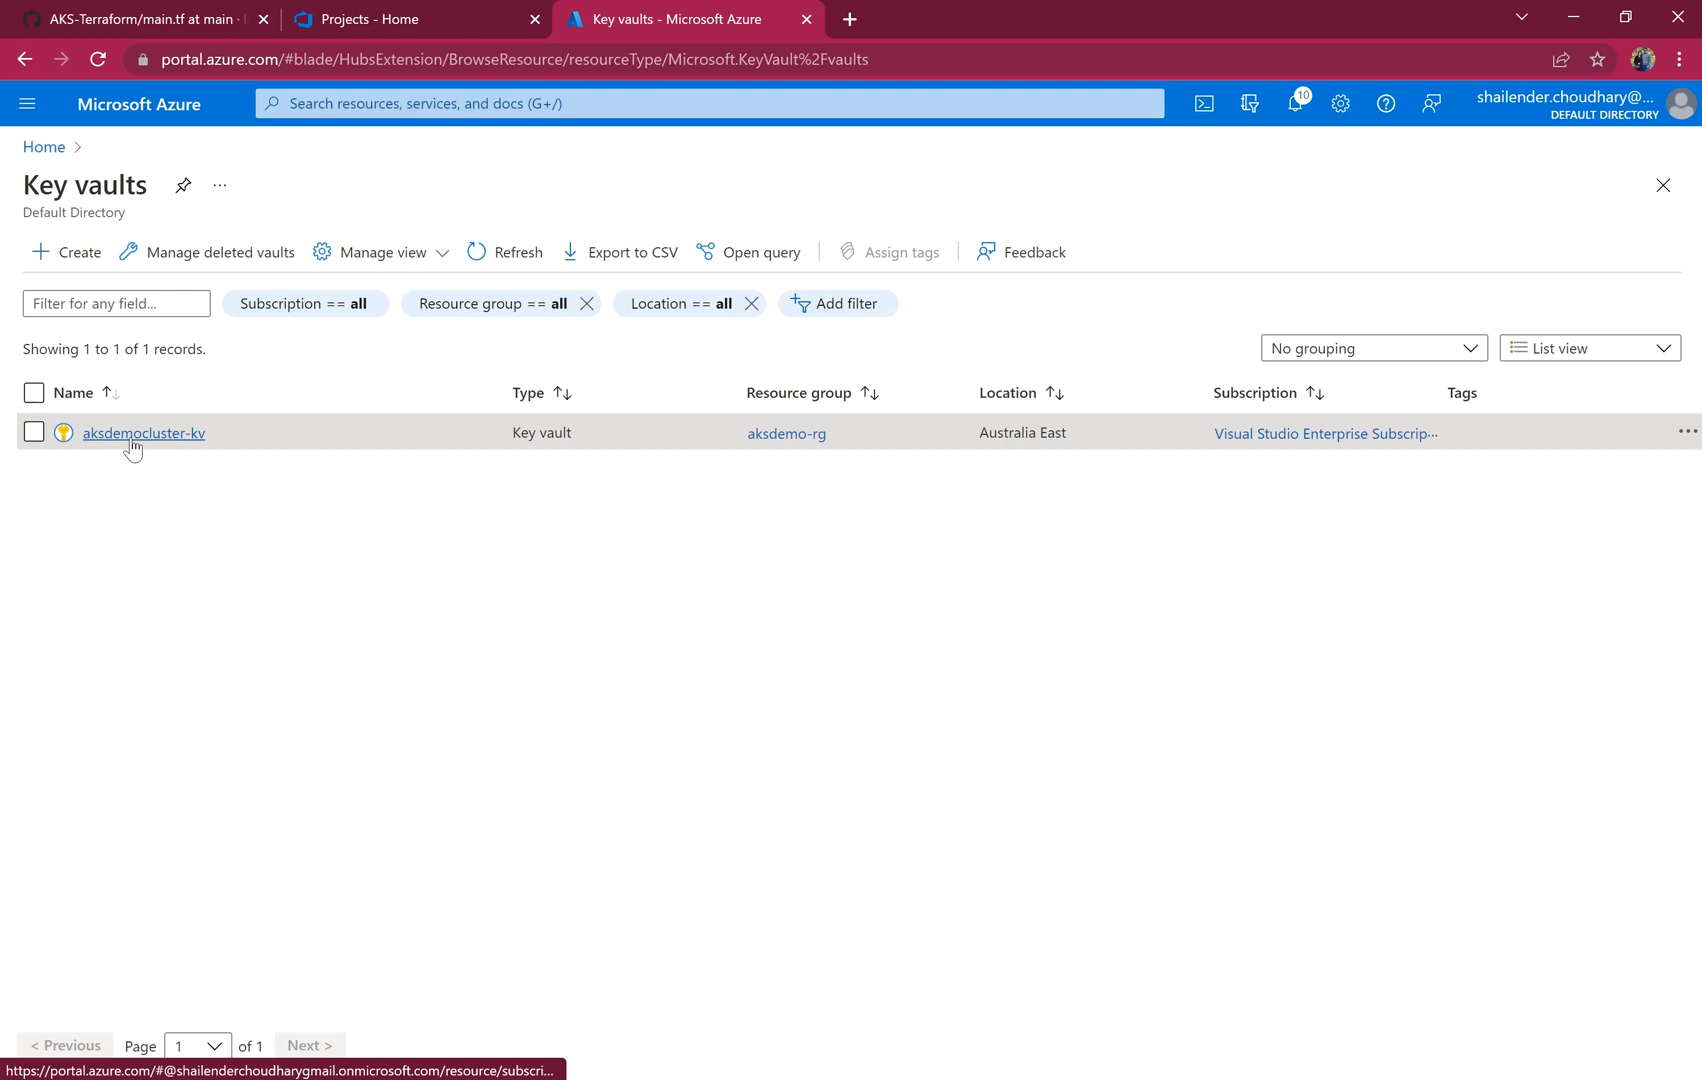 AKS-Terraform/main.tf at main ·
Projects - Home
Key vaults - Microsoft Azure
portal.azure.com/#blade/HubsExtension/BrowseResource/resourceType/Microsoft.KeyVault%2Fvaults
Microsoft Azure
Search resources, services, and docs (G+/)
10
shailender.choudhary@...
DEFAULT DIRECTORY
Home
Key vaults
Default Directory
Create
Manage deleted vaults
Manage view
Refresh
Export to CSV
Open query
Assign tags
Feedback
Filter for any field...
Subscription == all
Resource group == all
Location == all
Add filter
Showing 1 to 1 of 1 records.
No grouping
List view
Name
Type
Resource group
Location
Subscription
Tags
aksdemocluster-kv
Key vault
aksdemo-rg
Australia East
Visual Studio Enterprise Subscrip...
< Previous
Page 1 of 1
Next >
https://portal.azure.com/#@shailenderchoudharygmail.onmicrosoft.com/resource/subscri...